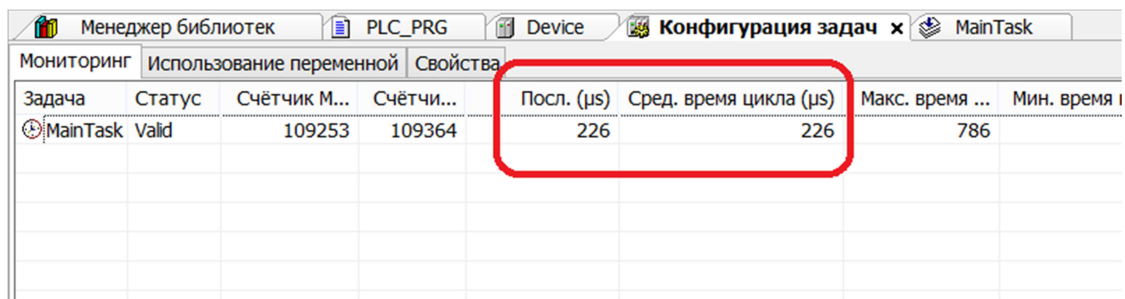 Менеджер библиотек PLC_PRG Device Конфигурация задач x MainTask
Мониторинг Использование переменной Свойства
Задача Статус Счётчик М... Счётчи... Посл. (µs) Сред. время цикла (µs) Макс. время ... Мин. время
MainTask Valid 109253 109364 226 226 786